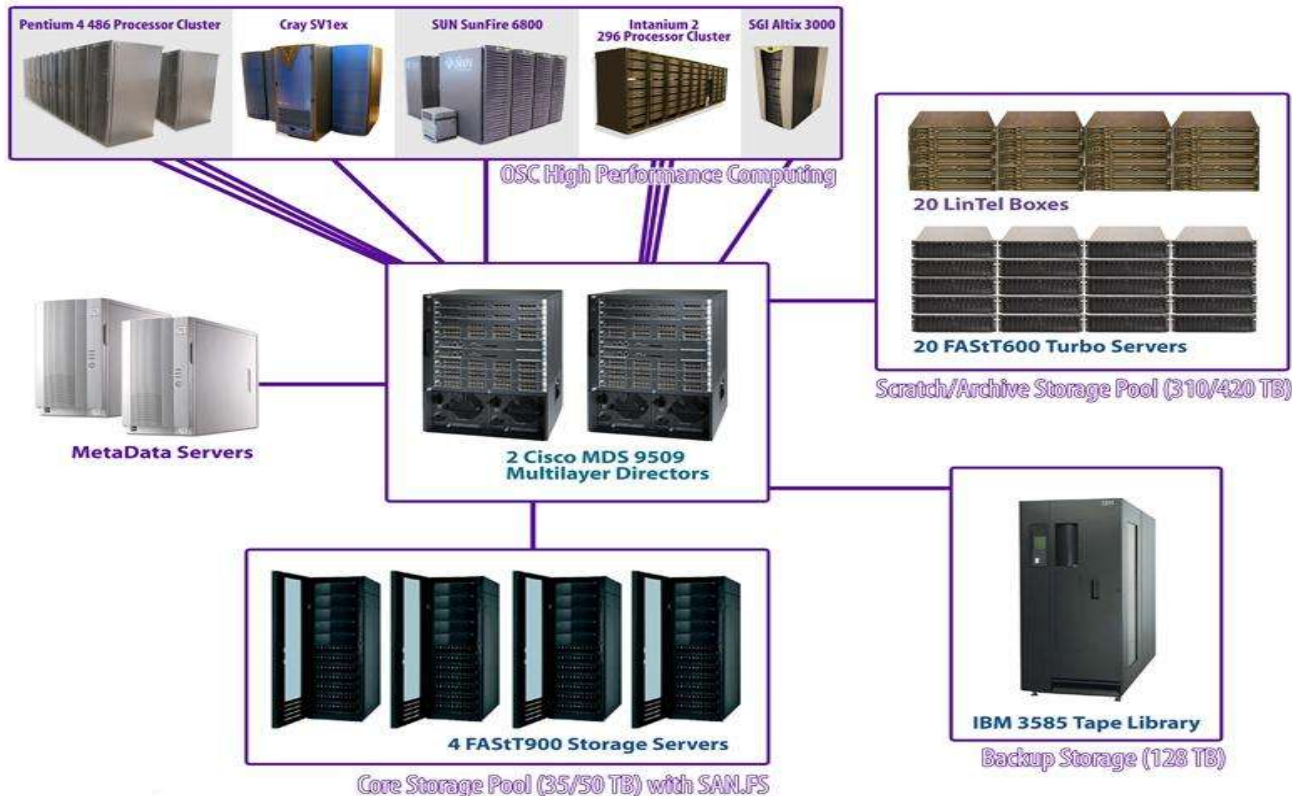 Pentium 4 486 Processor Cluster
Cray SV1ex
SUN SunFire 6800
Intanium 2
296 Processor Cluster
SGI Altix 3000
Sun
OSC High Performance Computing
20 LinTel Boxes
20 FAStT600 Turbo Servers
Scratch/Archive Storage Pool (310/420 TB)
MetaData Servers
2 Cisco MDS 9509
Multilayer Directors
IBM
IBM 3585 Tape Library
Backup Storage (128 TB)
4 FAStT900 Storage Servers
Core Storage Pool (35/50 TB) with SAN.FS